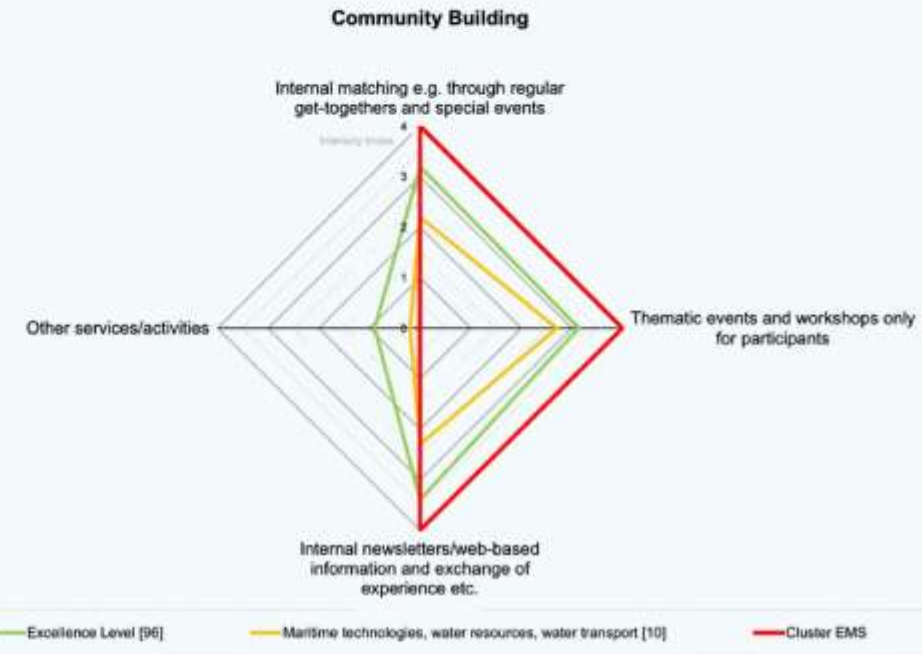 Community Building
Internal matching e.g. through regular
get-togethers and special events
4
Intensity Index
3
2
1
0
Other services/activities
Thematic events and workshops only
for participants
Internal newsletters/web-based
information and exchange of
experience etc.
Excellence Level [96]
Maritime technologies, water resources, water transport [10]
Cluster EMS